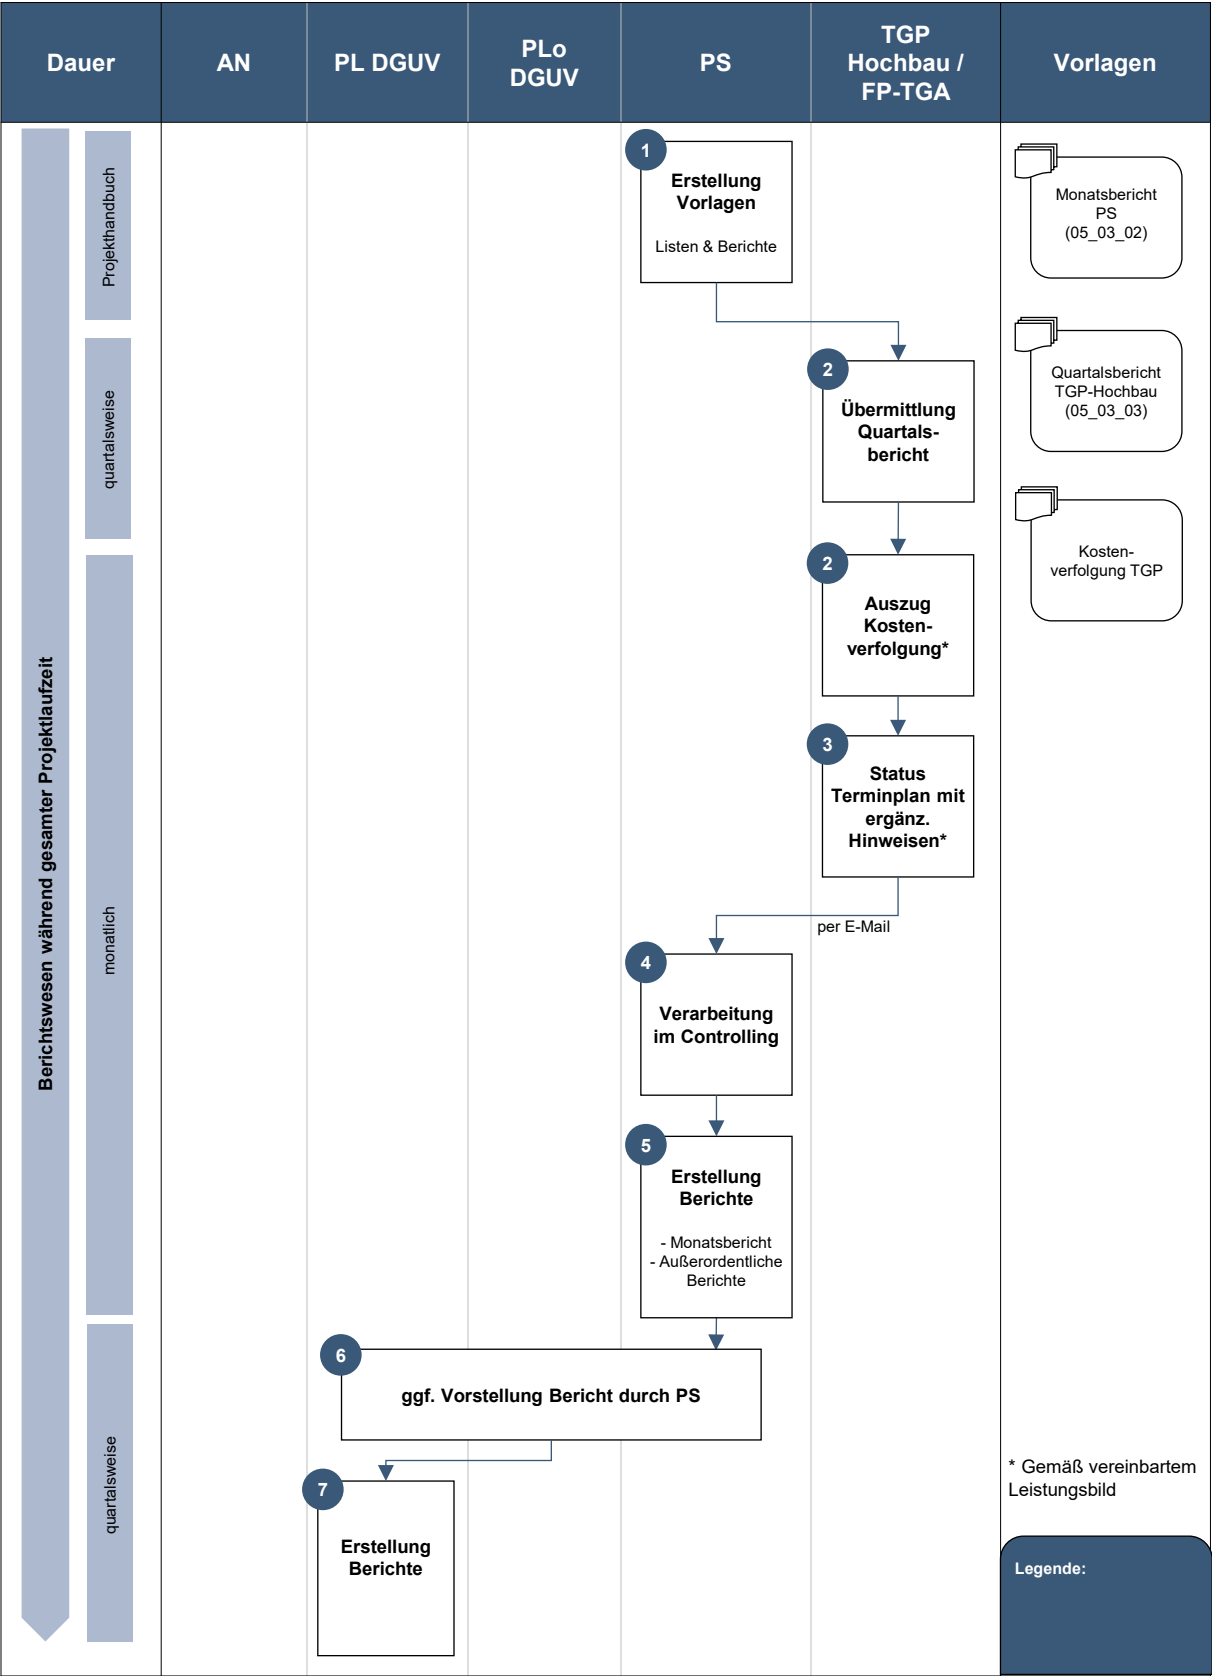 Dauer
AN
PL DGUV
PLo
DGUV
PS
TGP
Hochbau /
FP-TGA
Vorlagen
Berichtswesen während gesamter Projektlaufzeit
Projekthandbuch
1
Erstellung
Vorlagen
Listen & Berichte
Monatsbericht
PS
(05_03_02)
quartalsweise
2
Übermittlung
Quartals-
bericht
Quartalsbericht
TGP-Hochbau
(05_03_03)
monatlich
2
Auszug
Kosten-
verfolgung*
Kosten-
verfolgung TGP
3
Status
Terminplan mit
ergänz.
Hinweisen*
per E-Mail
4
Verarbeitung
im Controlling
5
Erstellung
Berichte
- Monatsbericht
- Außerordentliche
Berichte
quartalsweise
6
ggf. Vorstellung Bericht durch PS
7
Erstellung
Berichte
* Gemäß vereinbartem
Leistungsbild
Legende: